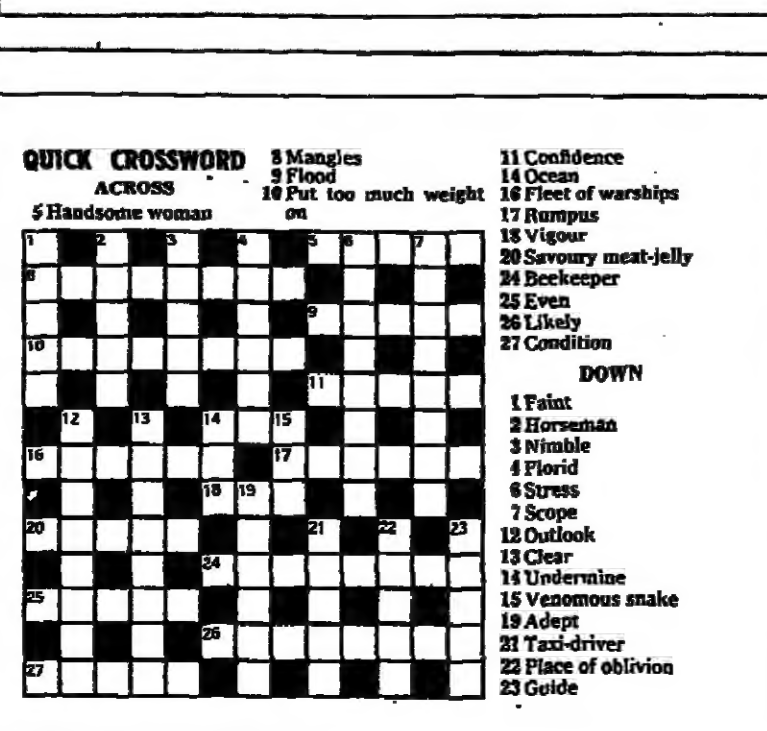 QUICK CROSSWORD
ACROSS
5 Handsome woman
8 Mangles
9 Flood
10 Put too much weight
on
11 Confidence
14 Ocean
16 Fleet of warships
17 Rumpus
18 Vigour
20 Savoury meat-jelly
24 Beekeeper
25 Even
26 Likely
27 Condition
DOWN
1 Faint
2 Horseman
3 Nimble
4 Florid
6 Stress
7 Scope
12 Outlook
13 Clear
14 Undermine
15 Venomous snake
19 Adept
21 Taxi-driver
22 Place of oblivion
23 Guide
1 2 3 4 5 6 7
8
9
10
11
12 13 14 15
16 17
18 19
20 21 22 23
24
25
26
27